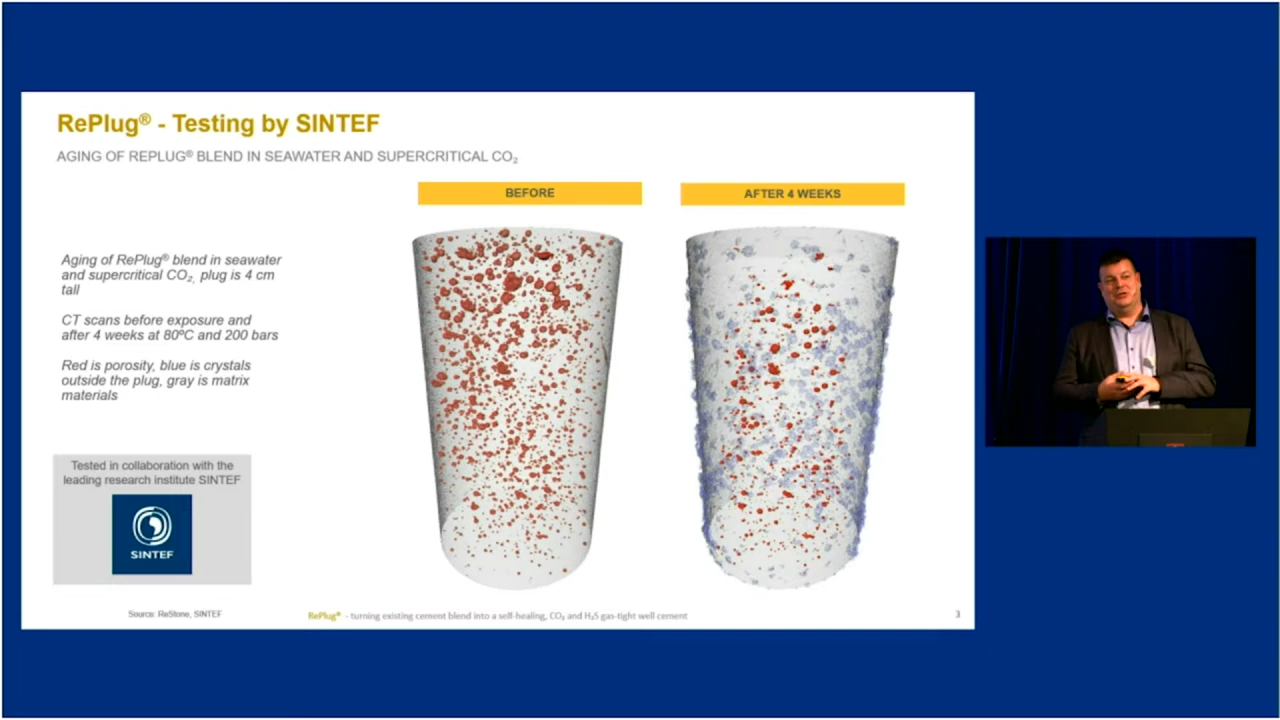 RePlug® - Testing by SINTEF
AGING OF REPLUG® BLEND IN SEAWATER AND SUPERCRITICAL CO₂
BEFORE
AFTER 4 WEEKS
Aging of RePlug® blend in seawater
and supercritical CO₂, plug is 4 cm
tall
CT scans before exposure and
after 4 weeks at 80ºC and 200 bars
Red is porosity, blue is crystals
outside the plug, gray is matrix
materials
Tested in collaboration with the
leading research institute SINTEF
SINTEF
Source: ReStone, SINTEF
RePlug® - turning existing cement blend into a self-healing, CO₂ and H₂S gas-tight well cement
3